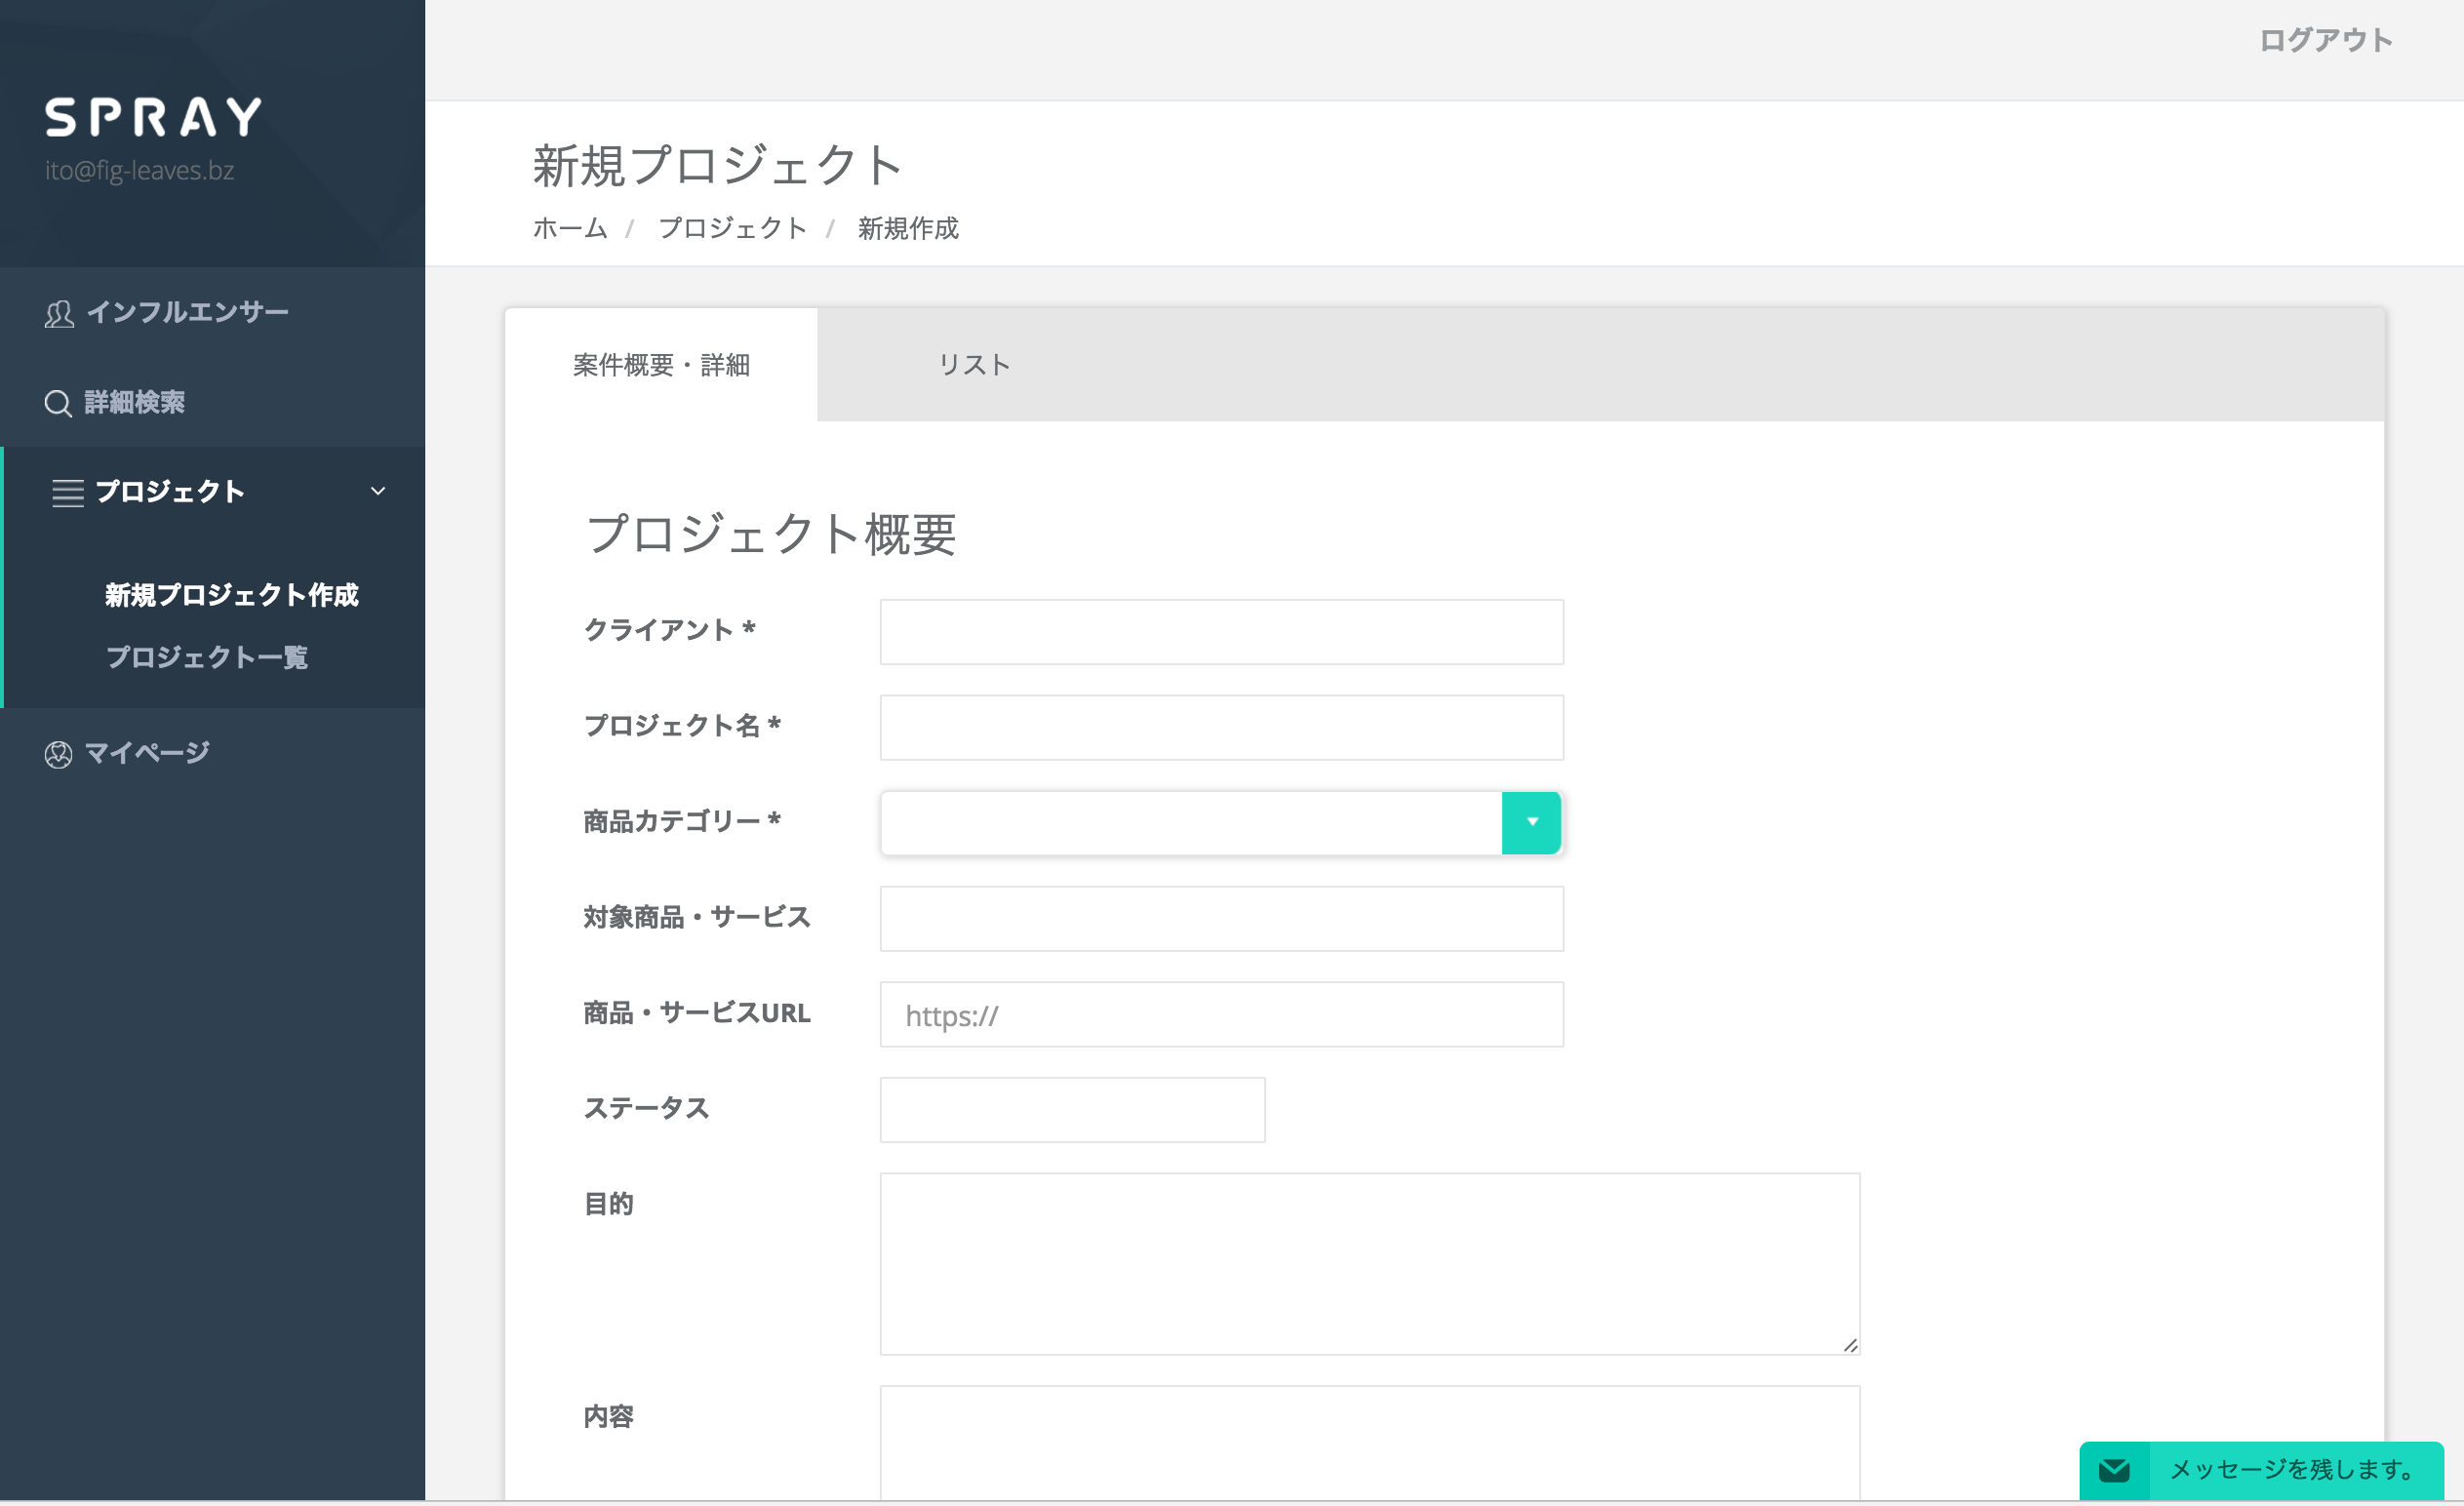 ログアウト
SPRAY
ito@fig-leaves.bz
インフルエンサー
詳細検索
プロジェクト
新規プロジェクト作成
プロジェクト一覧
マイページ
新規プロジェクト
ホーム / プロジェクト / 新規作成
案件概要・詳細 リスト
プロジェクト概要
クライアント *
プロジェクト名 *
商品カテゴリー *
対象商品・サービス
商品・サービスURL https://
ステータス
目的
内容
メッセージを残します。